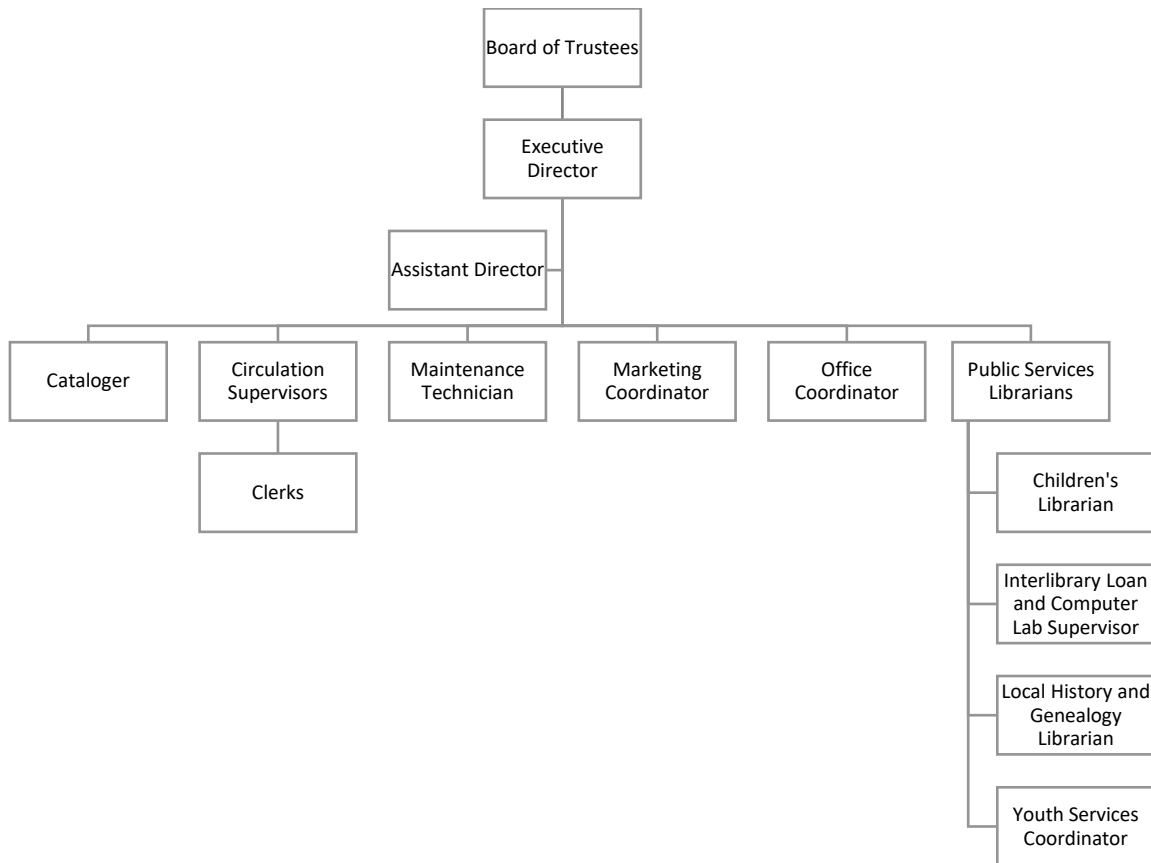 Board of Trustees
Executive
Director
Assistant Director
Cataloger
Circulation
Supervisors
Maintenance
Technician
Marketing
Coordinator
Office
Coordinator
Public Services
Librarians
Clerks
Children's
Librarian
Interlibrary Loan
and Computer
Lab Supervisor
Local History and
Genealogy
Librarian
Youth Services
Coordinator